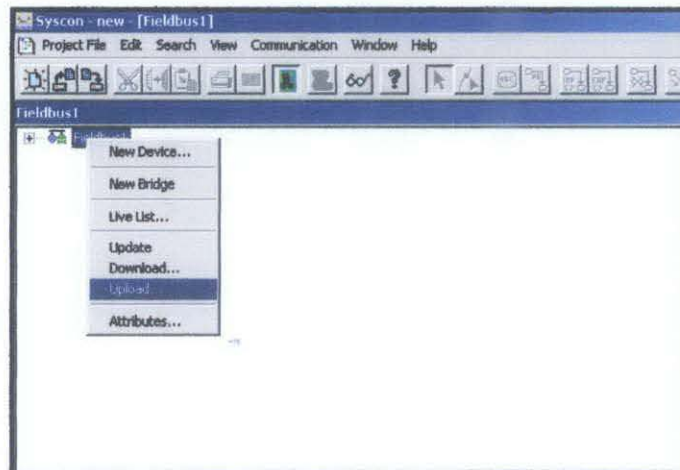 Syscon - new - [Fieldbus1]
Project File Edit Search View Communication Window Help
Fieldbus1
Fieldbus1
New Device...
New Bridge
Live List...
Update
Download...
Upload...
Attributes...